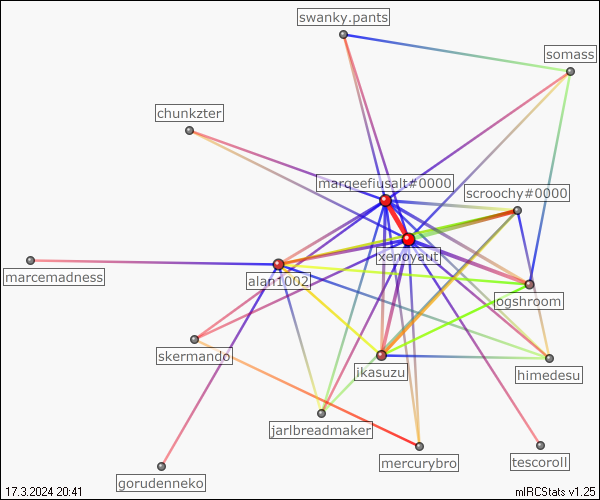 swanky.pants
somass
chunkzter
marqeefiusalt#0000
scroochy#0000
xenoyaut
marcemadness
alan1002
ogshroom
skermando
ikasuzu
himedesu
jarlbreadmaker
mercurybro
tescoroll
gorudenneko
17.3.2024 20:41
mIRCStats v1.25